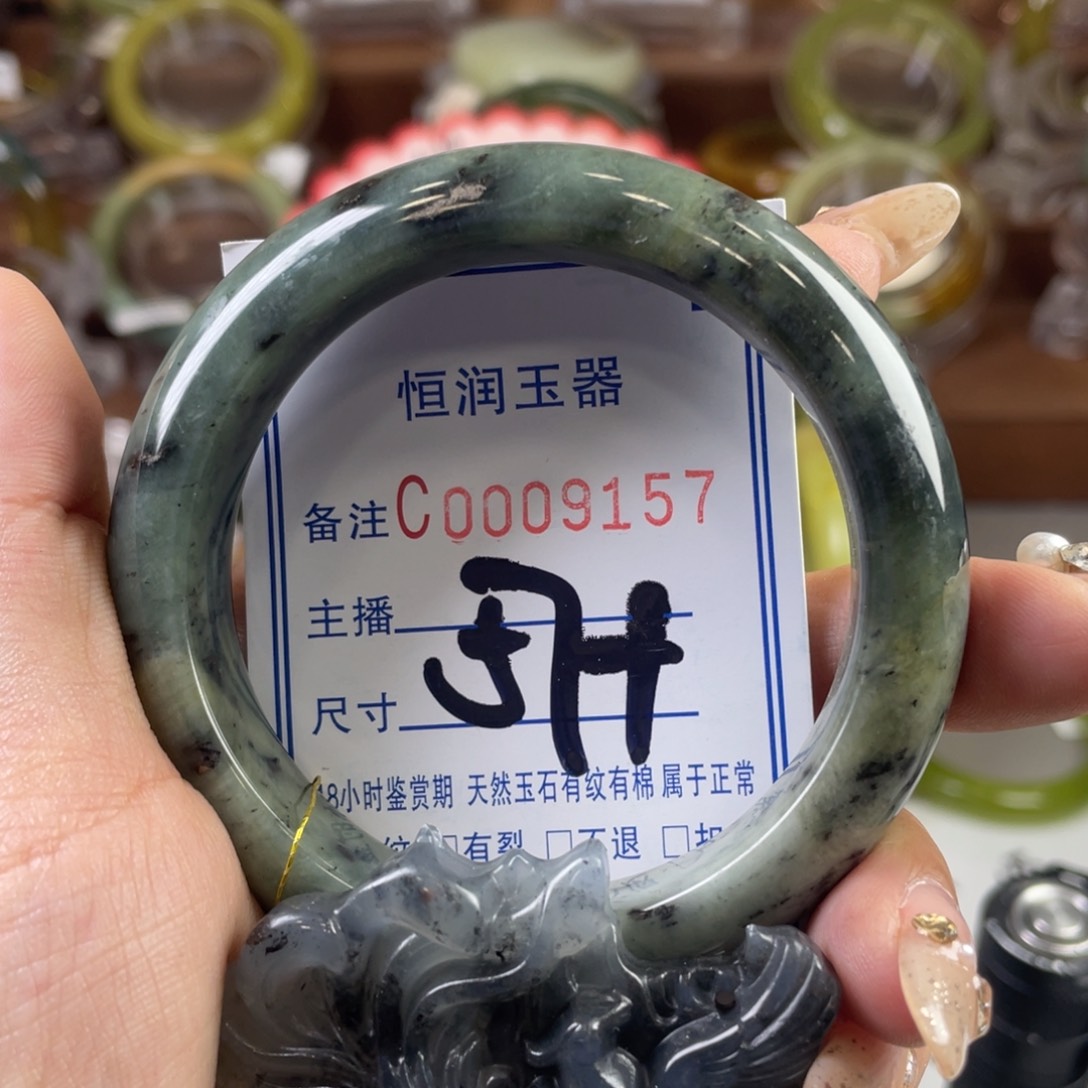 恒润玉器
备注C0009157
主播
尺寸
8小时鉴赏期 天然玉石有纹有棉 属于正常
纹 □有裂 □不退 □